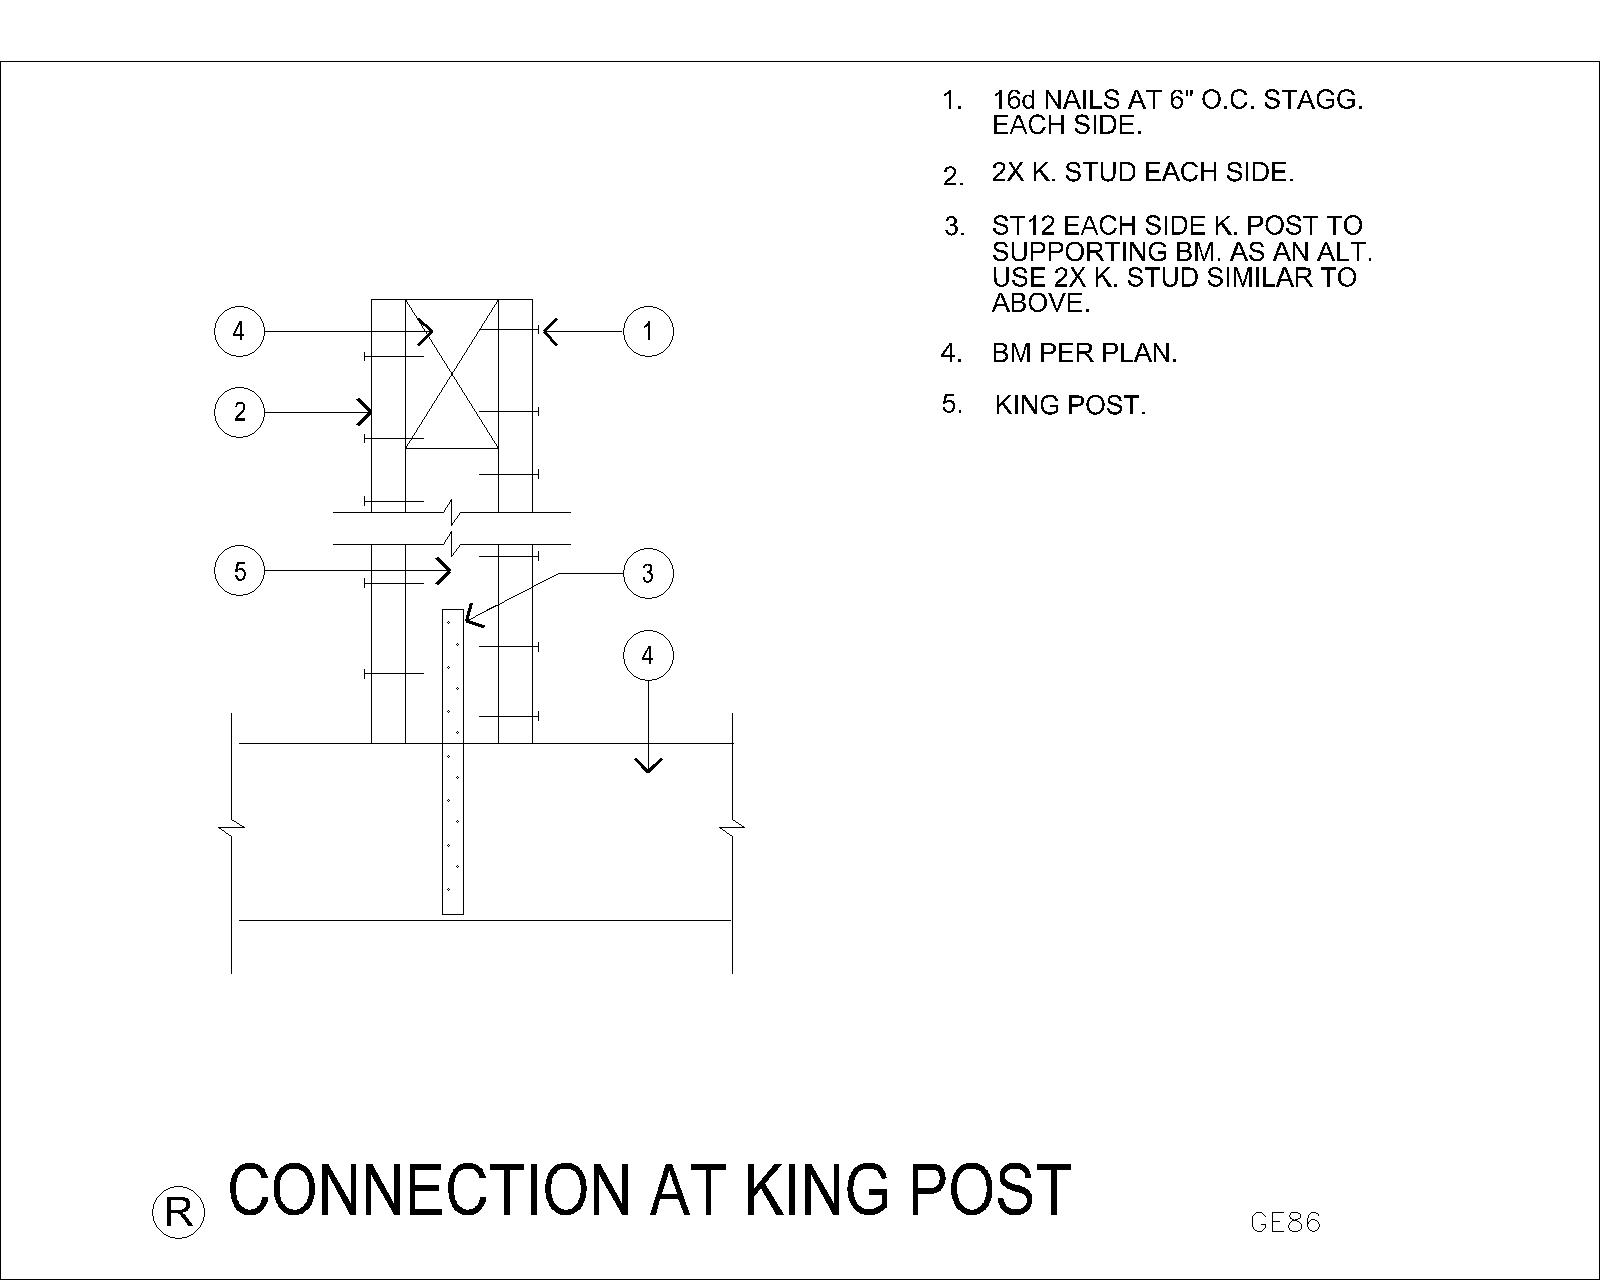 1. 16d NAILS AT 6" O.C. STAGG.
EACH SIDE.
2. 2X K. STUD EACH SIDE.
3. ST12 EACH SIDE K. POST TO
SUPPORTING BM. AS AN ALT.
USE 2X K. STUD SIMILAR TO
ABOVE.
4. BM PER PLAN.
5. KING POST.
4
1
2
5
3
4
R CONNECTION AT KING POST
GE86